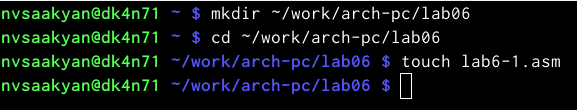 nvsaakyan@dk4n71 ~ $ mkdir ~/work/arch-pc/lab06
nvsaakyan@dk4n71 ~ $ cd ~/work/arch-pc/lab06
nvsaakyan@dk4n71 ~/work/arch-pc/lab06 $ touch lab6-1.asm
nvsaakyan@dk4n71 ~/work/arch-pc/lab06 $